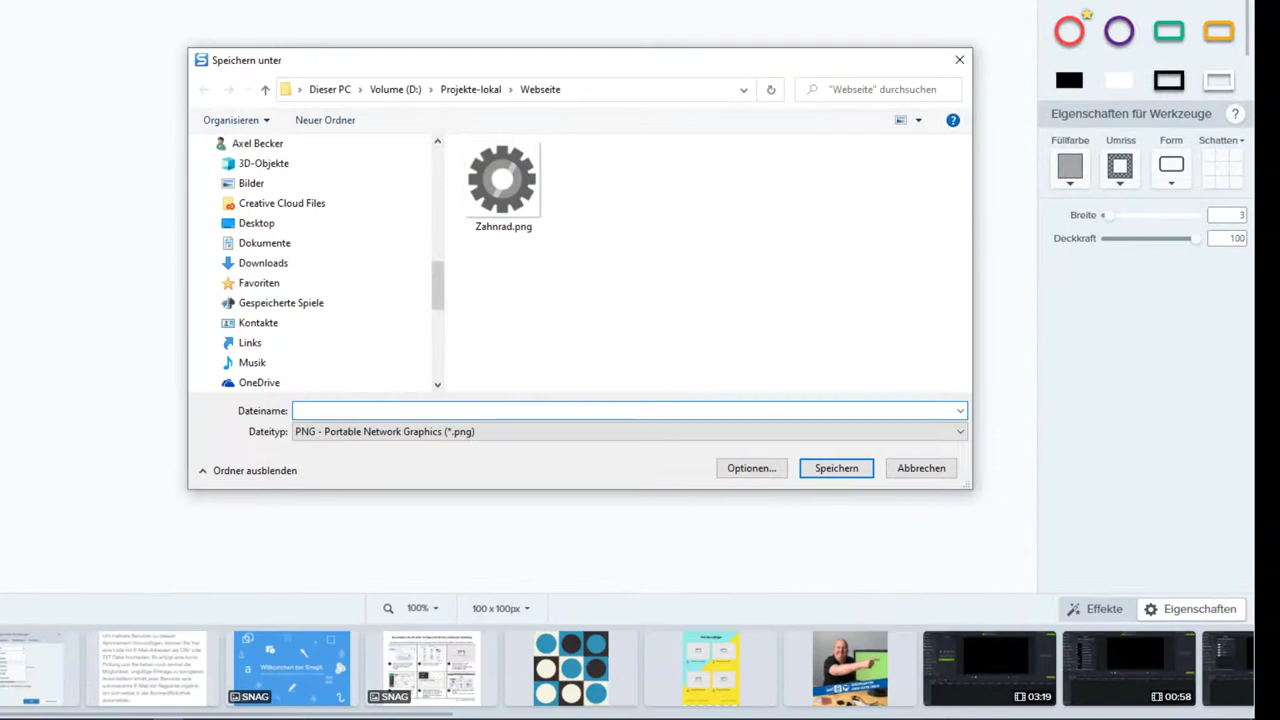 Speichern unter
Dieser PC > Volume (D:) > Projekte-lokal > Webseite
"Webseite" durchsuchen
Organisieren
Neuer Ordner
Axel Becker
3D-Objekte
Bilder
Creative Cloud Files
Desktop
Dokumente
Downloads
Favoriten
Gespeicherte Spiele
Kontakte
Links
Musik
OneDrive
Zahnrad.png
Dateiname:
Dateityp: PNG - Portable Network Graphics (*.png)
Ordner ausblenden
Optionen...
Speichern
Abbrechen
Eigenschaften für Werkzeuge ?
Füllfarbe Umriss Form Schatten
Breite 3
Deckkraft 100
100%
100 x 100px
Effekte
Eigenschaften
Willkommen bei Snagit
SNAG
SNAG
03:19
00:58